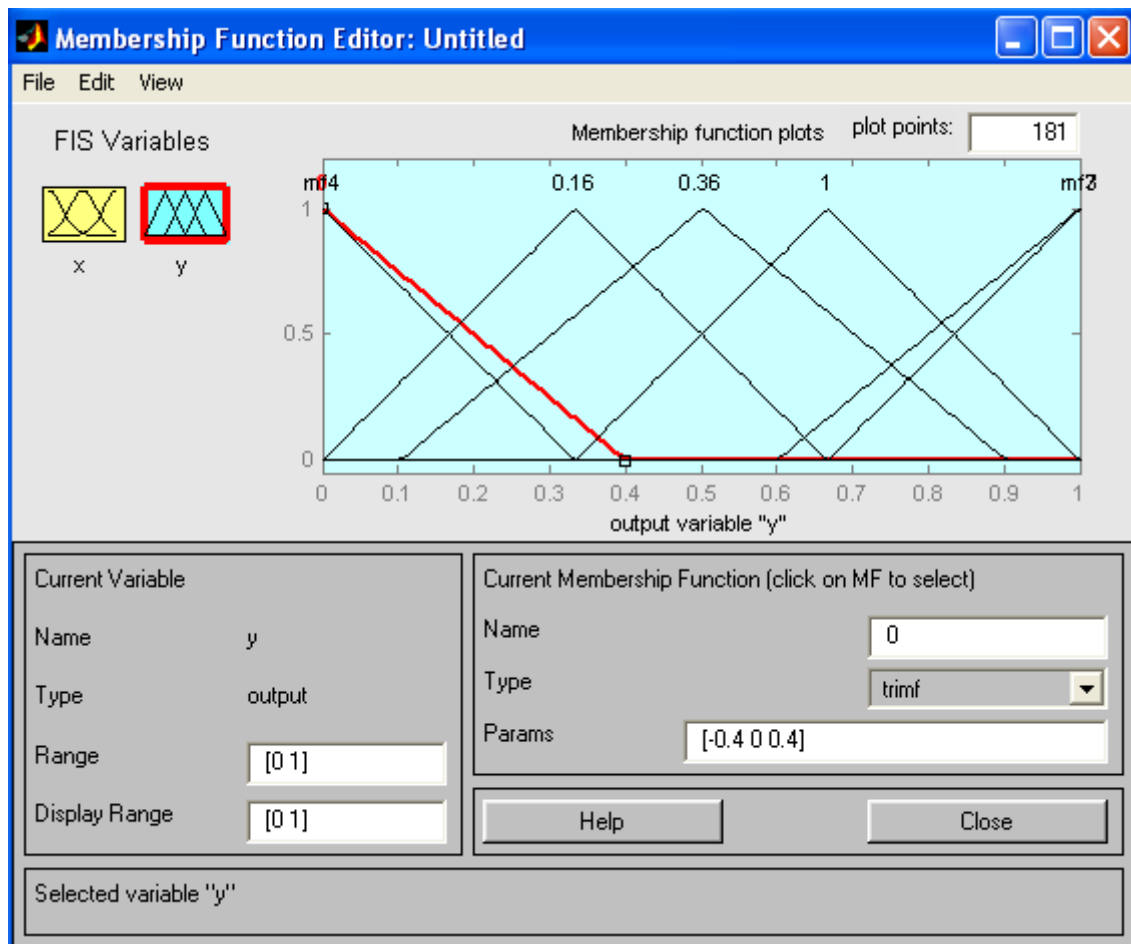 Membership Function Editor: Untitled
File Edit View
FIS Variables
Membership function plots plot points: 181
x
y
0.16 0.36 1
1
0.5
0
0 0.1 0.2 0.3 0.4 0.5 0.6 0.7 0.8 0.9 1
output variable "y"
Current Variable
Name y
Type output
Range [0 1]
Display Range [0 1]
Current Membership Function (click on MF to select)
Name 0
Type trimf
Params [-0.4 0 0.4]
Help Close
Selected variable "y"